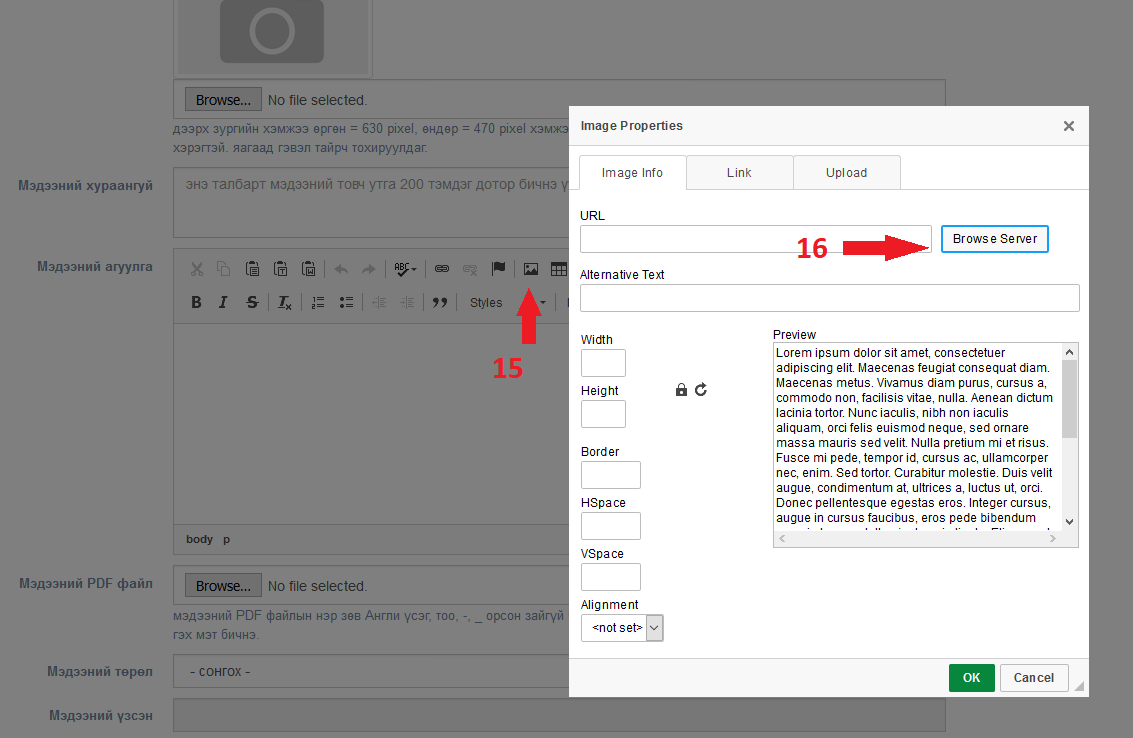 Browse... No file selected.
дээрх зургийн хэмжээ өргөн = 630 pixel, өндөр = 470 pixel хэмжэ
хэрэгтэй. яагаад гэвэл тайрч тохируулдаг.
Мэдээний хураангуй
энэ талбарт мэдээний товч утга 200 тэмдэг дотор бичнэ
Мэдээний агуулга
ABC
B I S Tx Styles
15
body p
Мэдээний PDF файл
Browse... No file selected.
мэдээний PDF файлын нэр зөв Англи үсэг, тоо, -, _ орсон зайгүй
гэх мэт бичнэ.
Мэдээний төрөл
- сонгох -
Мэдээний үзсэн
Image Properties
Image Info Link Upload
URL
16
Browse Server
Alternative Text
Width
Height
Border
HSpace
VSpace
Alignment
<not set>
Preview
Lorem ipsum dolor sit amet, consectetuer
adipiscing elit. Maecenas feugiat consequat diam.
Maecenas metus. Vivamus diam purus, cursus a,
commodo non, facilisis vitae, nulla. Aenean dictum
lacinia tortor. Nunc iaculis, nibh non iaculis
aliquam, orci felis euismod neque, sed ornare
massa mauris sed velit. Nulla pretium mi et risus.
Fusce mi pede, tempor id, cursus ac, ullamcorper
nec, enim. Sed tortor. Curabitur molestie. Duis velit
augue, condimentum at, ultrices a, luctus ut, orci.
Donec pellentesque egestas eros. Integer cursus,
augue in cursus faucibus, eros pede bibendum
OK Cancel